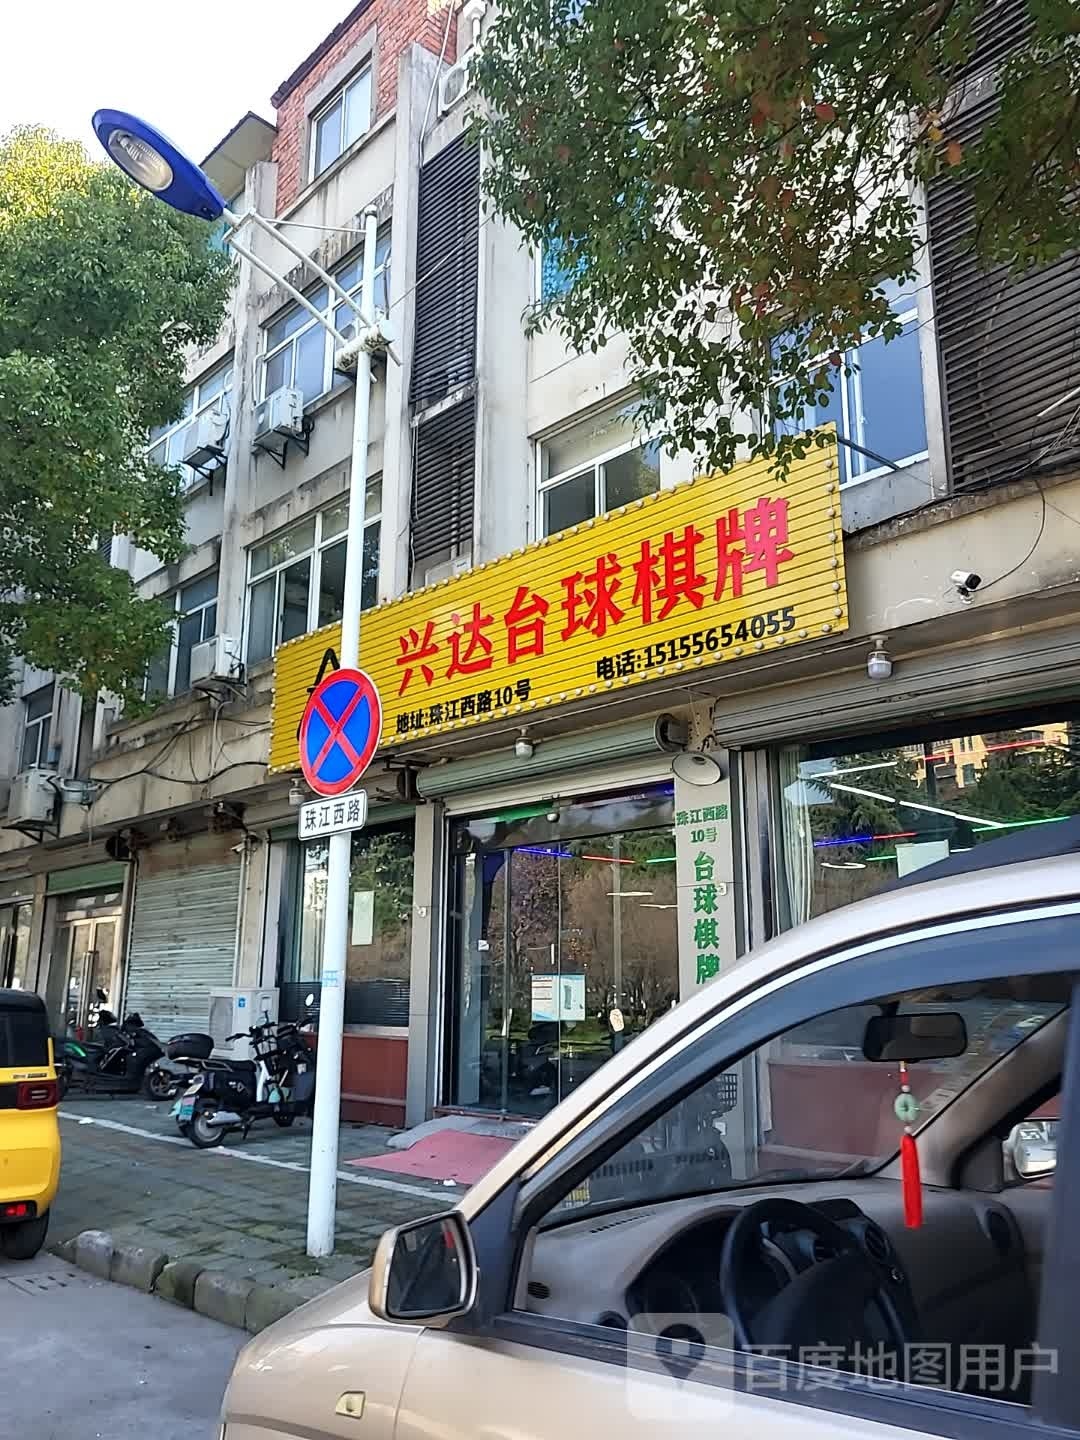 兴达台球棋牌
地址:珠江西路10号
电话:15155654055
珠江西路
珠江西路
10号
台球棋牌
百度地图用户